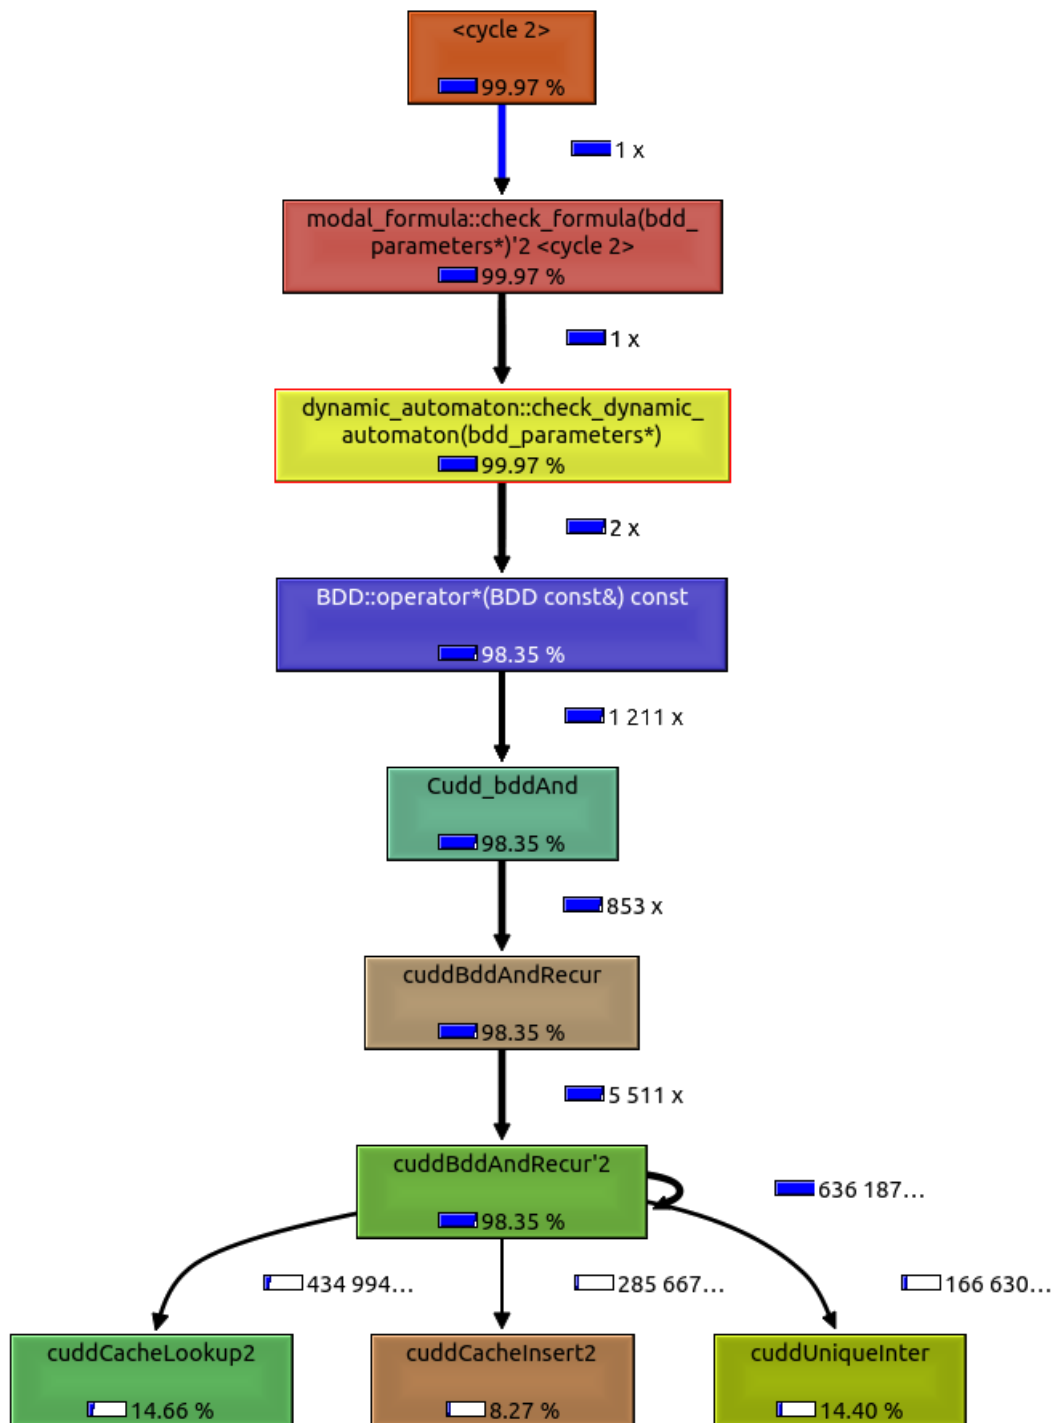 <cycle 2>
99.97 %
1 x
modal_formula::check_formula(bdd_
parameters*)'2 <cycle 2>
99.97 %
1 x
dynamic_automaton::check_dynamic_
automaton(bdd_parameters*)
99.97 %
2 x
BDD::operator*(BDD const&) const
98.35 %
1 211 x
Cudd_bddAnd
98.35 %
853 x
cuddBddAndRecur
98.35 %
5 511 x
cuddBddAndRecur'2
98.35 %
636 187…
434 994…
285 667…
166 630…
cuddCacheLookup2
14.66 %
cuddCacheInsert2
8.27 %
cuddUniqueInter
14.40 %